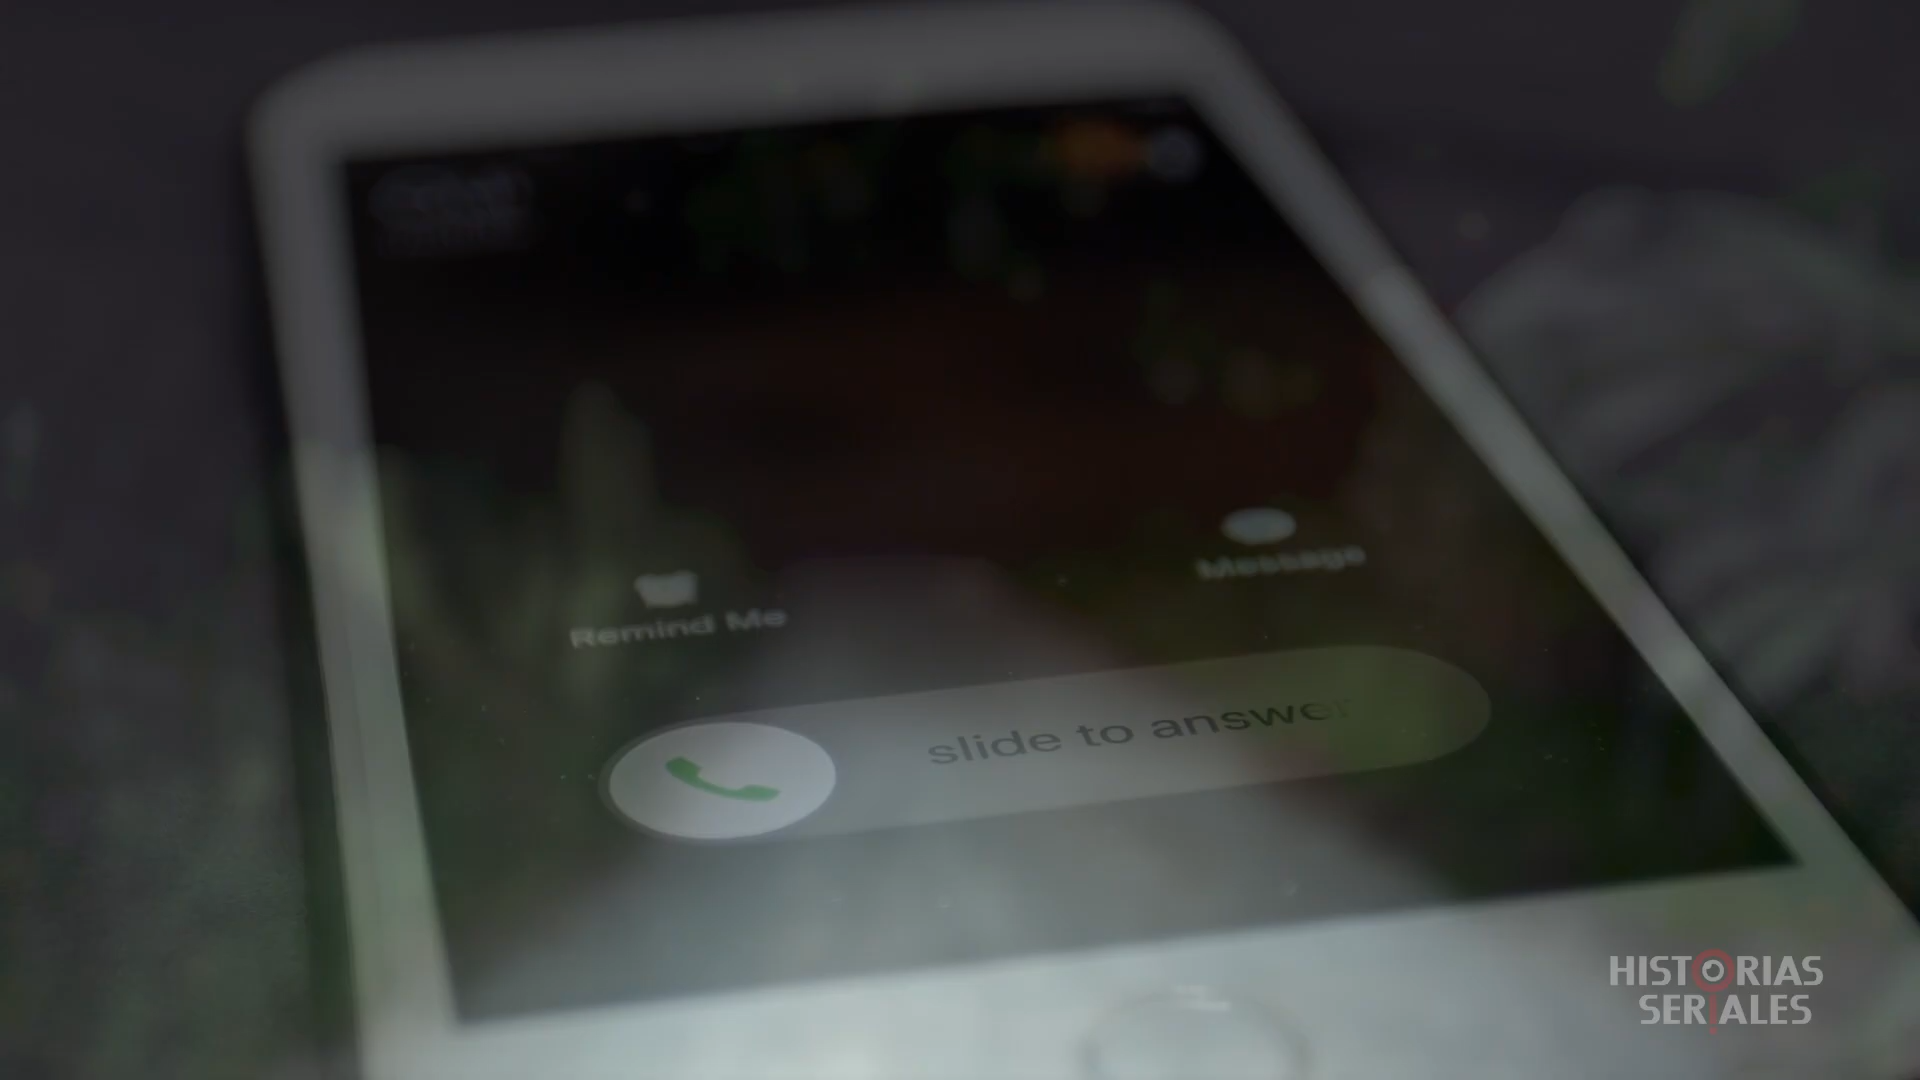 Remind Me
Message
slide to answer
HISTORIAS
SERIALES